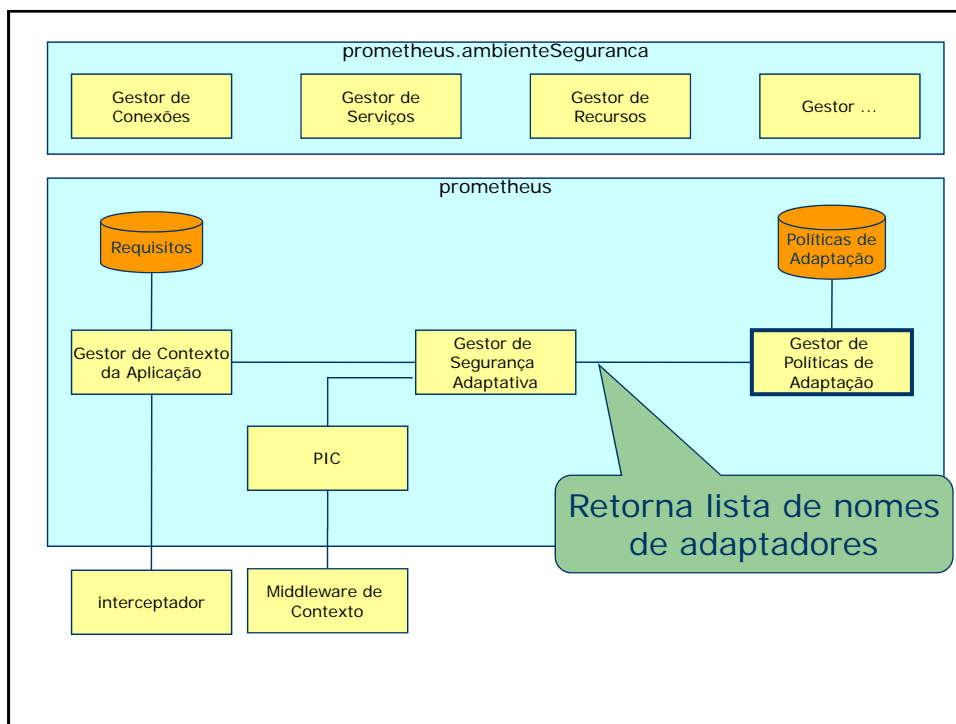 prometheus.ambienteSeguranca
Gestor de
Conexões
Gestor de
Serviços
Gestor de
Recursos
Gestor ...
prometheus
Requisitos
Políticas de
Adaptação
Gestor de Contexto
da Aplicação
Gestor de
Segurança
Adaptativa
Gestor de
Políticas de
Adaptação
PIC
Retorna lista de nomes
de adaptadores
interceptador
Middleware de
Contexto